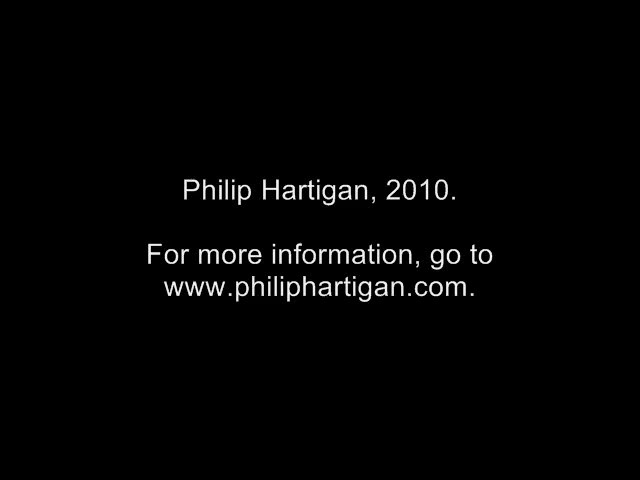 Philip Hartigan, 2010.
For more information, go to
www.philiphartigan.com.